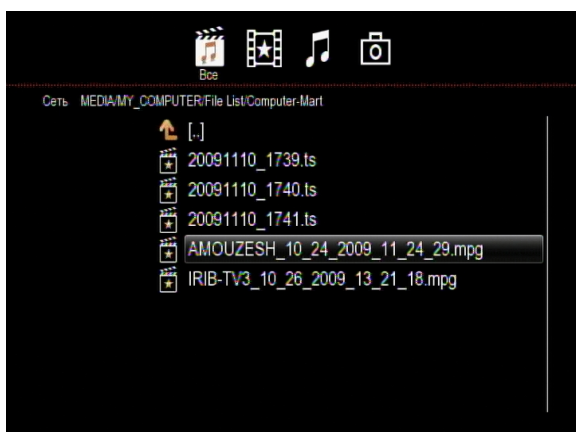 Все
Сеть MEDIA/MY_COMPUTER/File List/Computer-Mart
[..]
20091110_1739.ts
20091110_1740.ts
20091110_1741.ts
AMOUZESH_10_24_2009_11_24_29.mpg
IRIB-TV3_10_26_2009_13_21_18.mpg